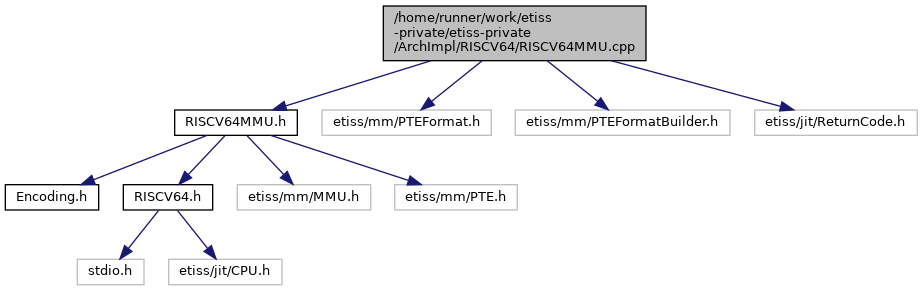 /home/runner/work/etiss
-private/etiss-private
/ArchImpl/RISCV64/RISCV64MMU.cpp
RISCV64MMU.h
etiss/mm/PTEFormat.h
etiss/mm/PTEFormatBuilder.h
etiss/jit/ReturnCode.h
Encoding.h
RISCV64.h
etiss/mm/MMU.h
etiss/mm/PTE.h
stdio.h
etiss/jit/CPU.h